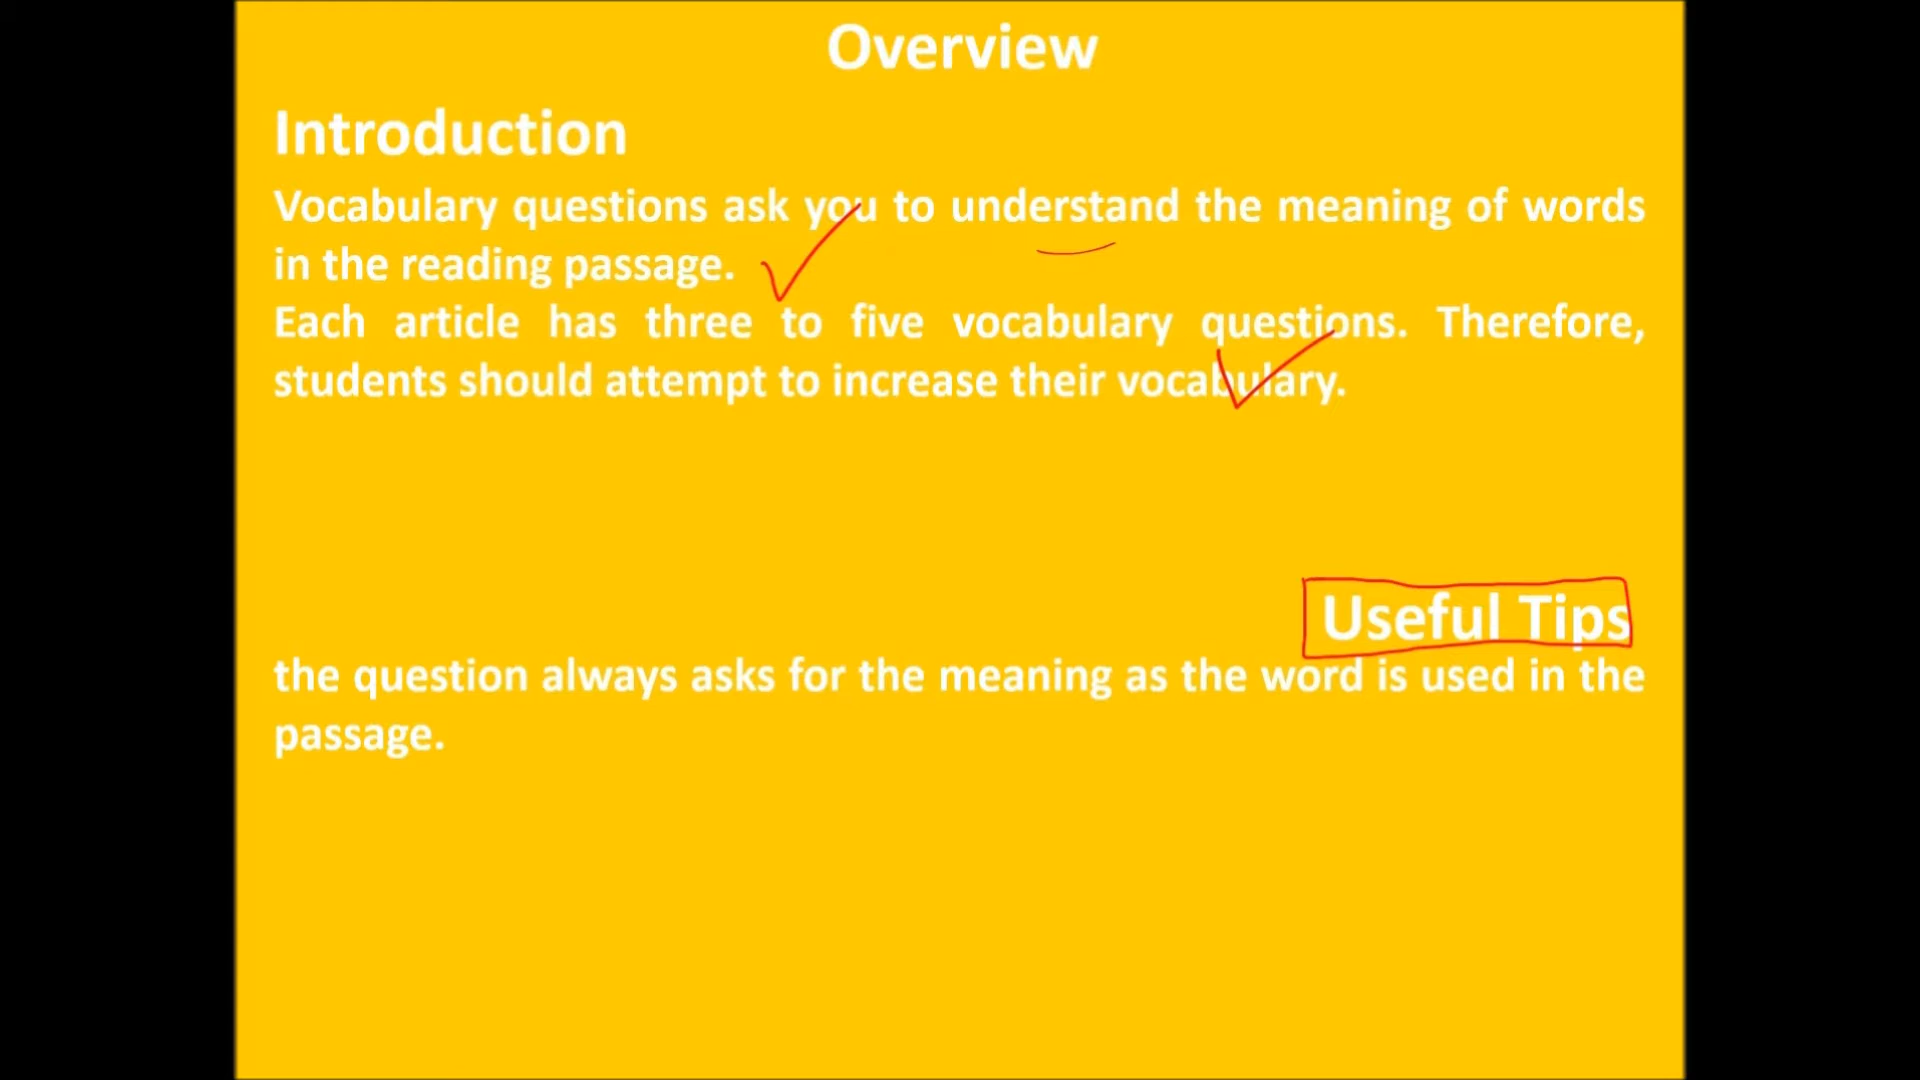 Overview
Introduction
Vocabulary questions ask you to understand the meaning of words
in the reading passage.
Each article has three to five vocabulary questions. Therefore,
students should attempt to increase their vocabulary.
Useful Tips
the question always asks for the meaning as the word is used in the
passage.